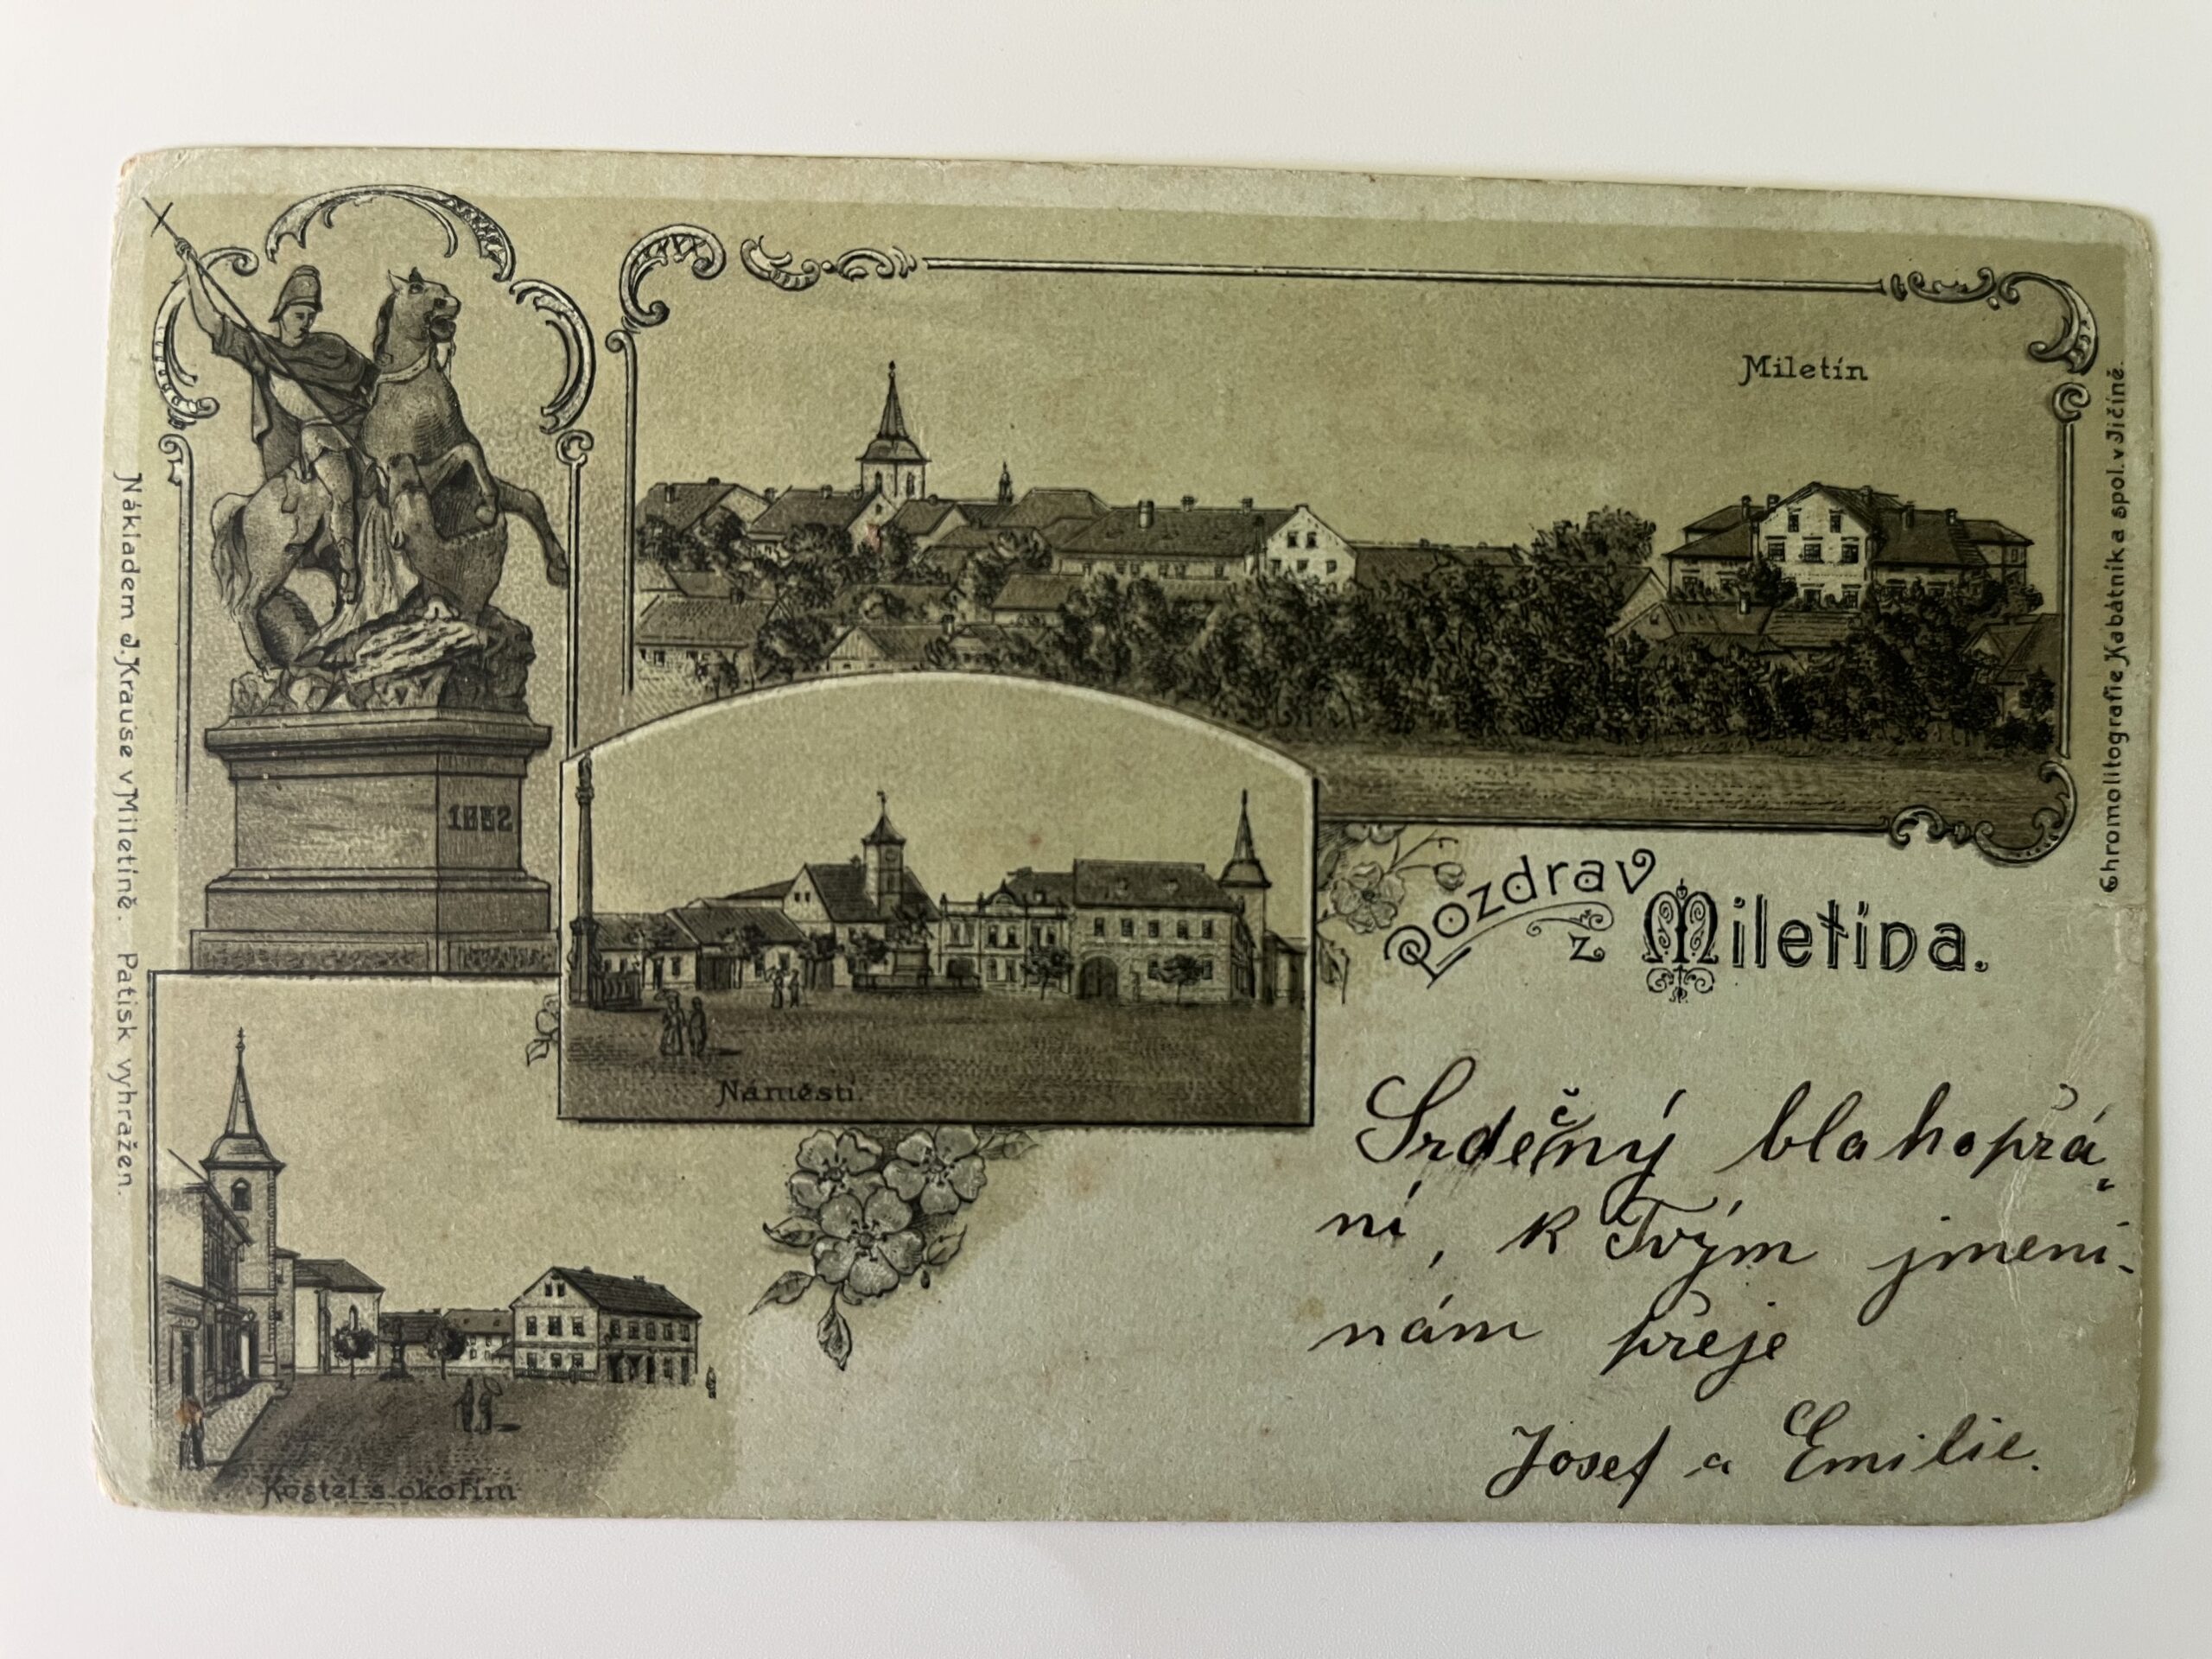 Miletín
1852
Pozdrav
z Miletína.
Náměstí.
Kostel s okolím
Nákladem J. Krause v Miletíně. Patisk vyhražen.
Chromolitografie Kabátník a spol. v Jičíně.
Srdečný blahopřá-
ní, k Tvým jmeni-
nám přeje
Josef a Emilie.